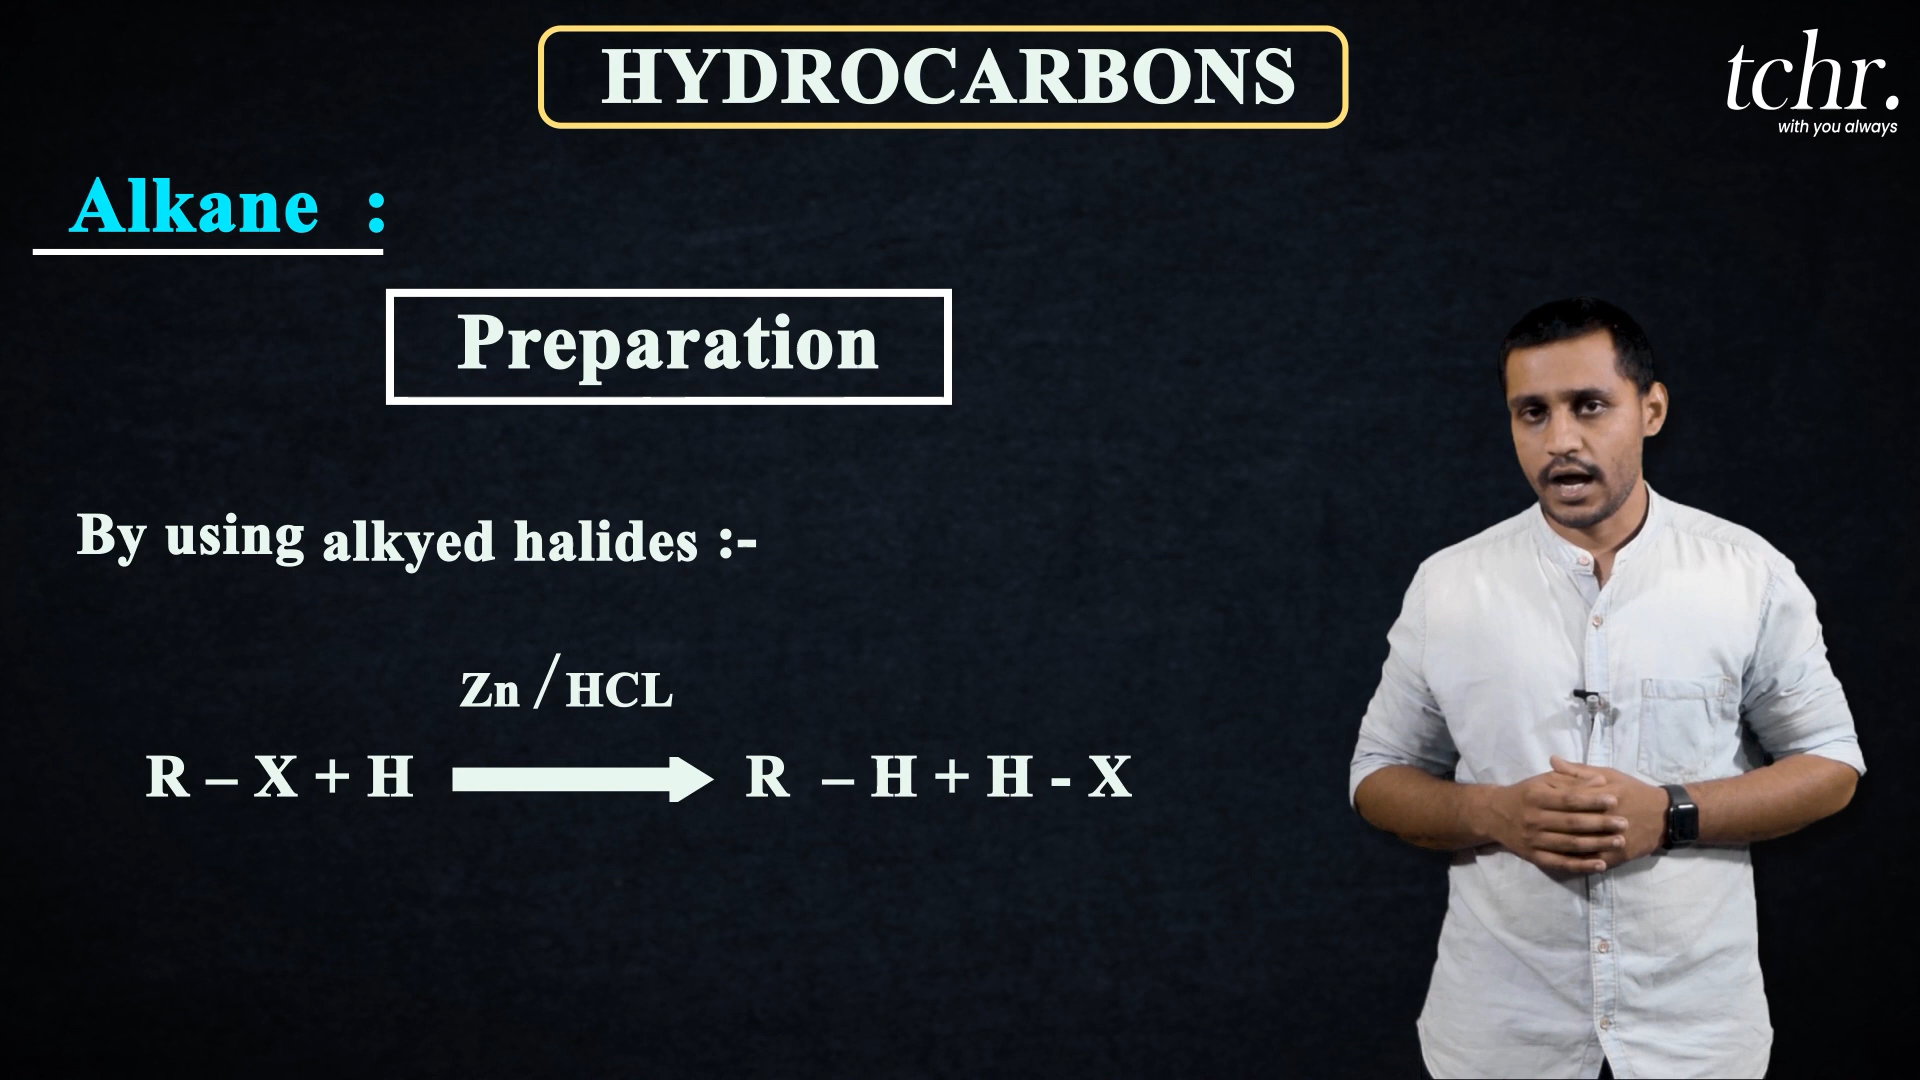 HYDROCARBONS
tchr.
with you always
Alkane :
Preparation
By using alkyed halides :-
Zn / HCL
R – X + H R – H + H - X